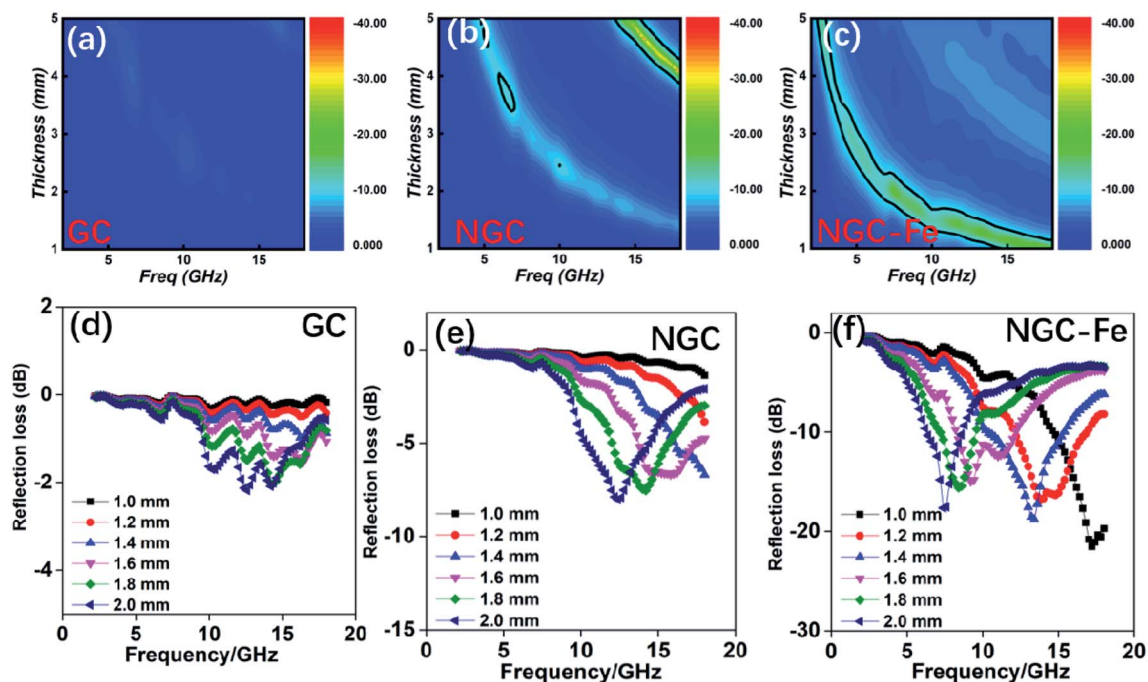 (a)
GC
Thickness (mm)
5
4
3
2
1
5
10
15
Freq (GHz)
-40.00
-30.00
-20.00
-10.00
0.000
(b)
NGC
Thickness (mm)
5
4
3
2
1
5
10
15
Freq (GHz)
-40.00
-30.00
-20.00
-10.00
0.000
(c)
NGC-Fe
Thickness (mm)
5
4
3
2
1
5
10
15
Freq (GHz)
-40.00
-30.00
-20.00
-10.00
0.000
(d) GC
Reflection loss (dB)
2
0
-2
-4
1.0 mm
1.2 mm
1.4 mm
1.6 mm
1.8 mm
2.0 mm
0 5 10 15 20
Frequency/GHz
(e) NGC
Reflection loss (dB)
0
-5
-10
-15
1.0 mm
1.2 mm
1.4 mm
1.6 mm
1.8 mm
2.0 mm
0 5 10 15 20
Frequency/GHz
(f) NGC-Fe
Reflection loss (dB)
0
-10
-20
-30
1.0 mm
1.2 mm
1.4 mm
1.6 mm
1.8 mm
2.0 mm
0 5 10 15 20
Frequency/GHz